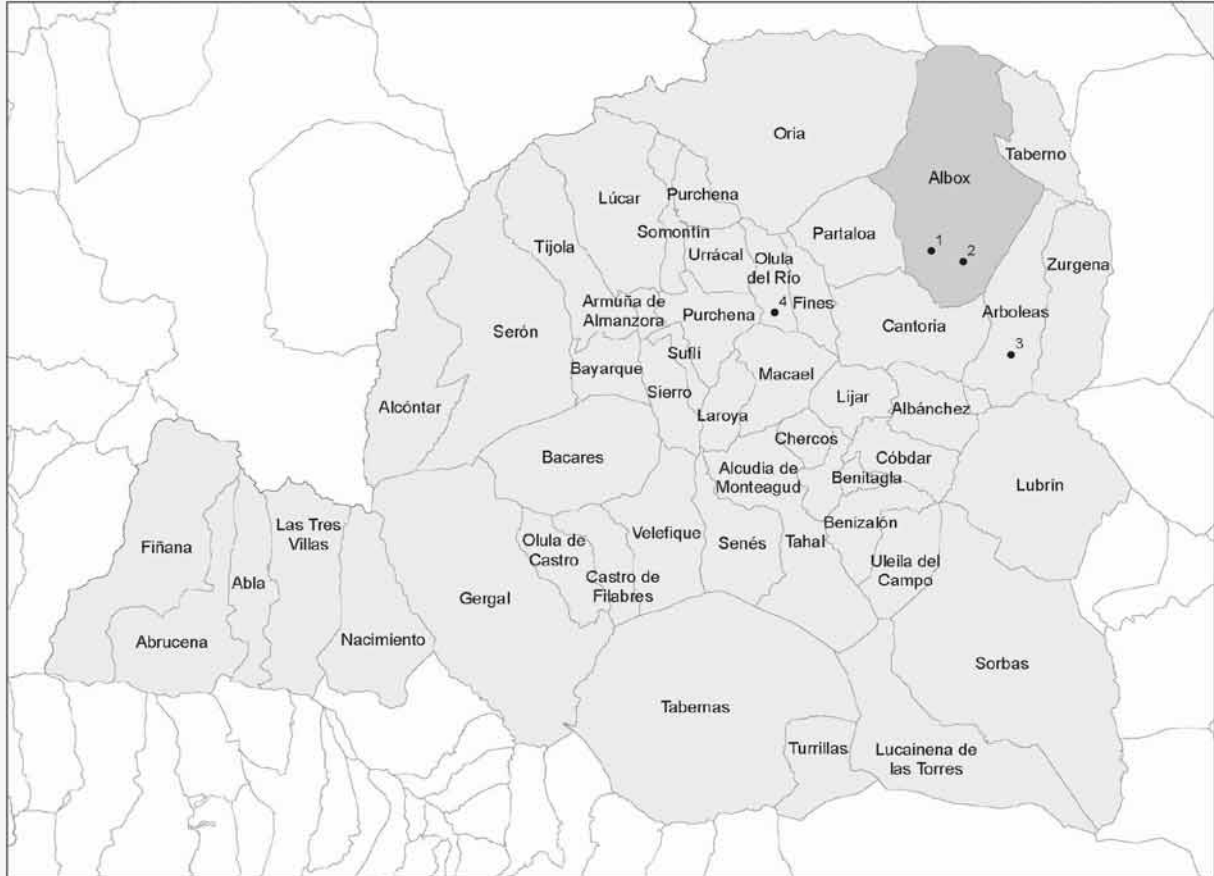 Oria
Taberno
Albox
Purchena
Lúcar
Somontín
Partaloa
Tíjola
Urrácal
Olula
del Río
1
2
Zurgena
Armuña de
Almanzora
Purchena
4
Fines
Arboleas
Cantoria
Serón
3
Suflí
Bayarque
Macael
Sierro
Alcóntar
Laroya
Líjar
Albánchez
Chercos
Bacares
Cóbdar
Alcudia de
Monteagud
Benitagla
Lubrín
Las Tres
Villas
Fiñana
Olula de
Castro
Velefique
Senés
Tahal
Benizalón
Abla
Castro de
Filabres
Uleila del
Campo
Gergal
Abrucena
Nacimiento
Sorbas
Tabernas
Turrillas
Lucainena de
las Torres